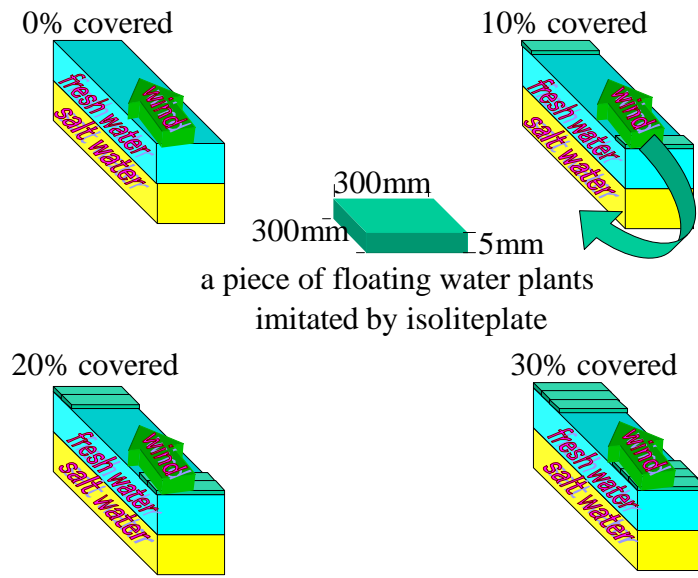 0% covered
wind
fresh water
salt water
10% covered
wind
fresh water
salt water
300mm
300mm
5mm
a piece of floating water plants
imitated by isoliteplate
20% covered
wind
fresh water
salt water
30% covered
wind
fresh water
salt water